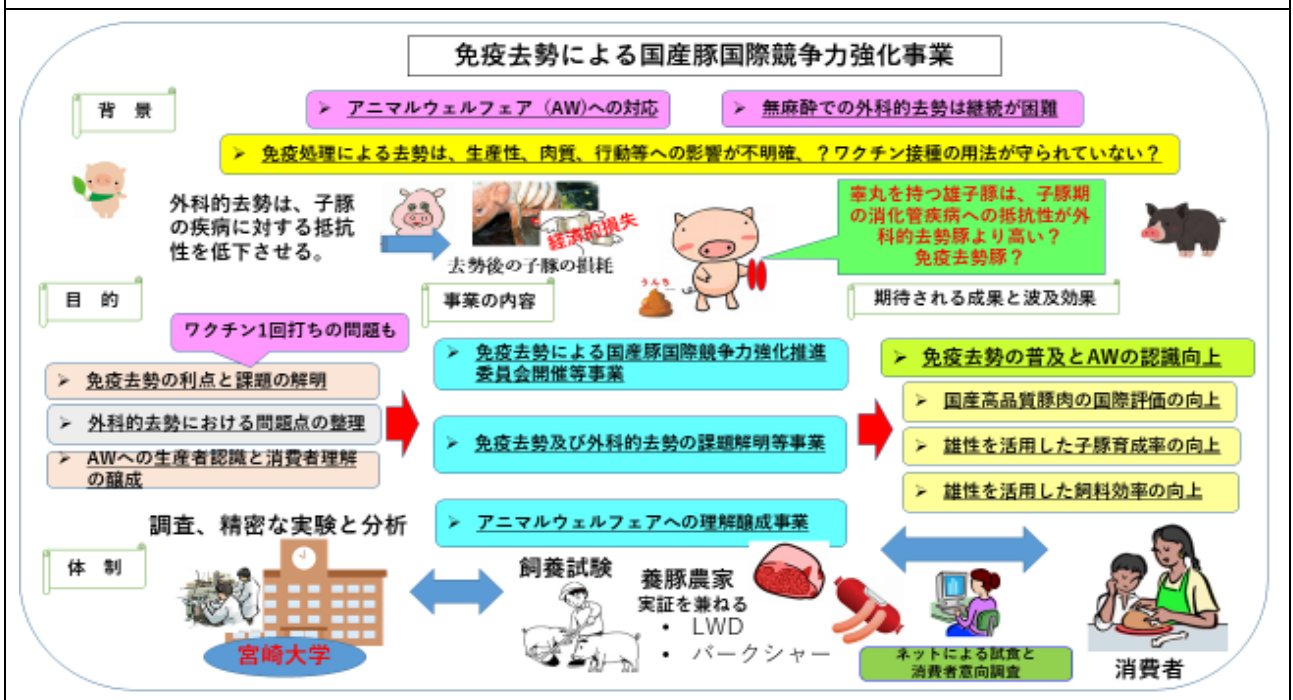 免疫去勢による国産豚国際競争力強化事業
背 景
➢ アニマルウェルフェア（AW)への対応
➢ 無麻酔での外科的去勢は継続が困難
➢ 免疫処理による去勢は、生産性、肉質、行動等への影響が不明確、？ワクチン接種の用法が守られていない？
外科的去勢は、子豚
の疾病に対する抵抗
性を低下させる。
経済的損失
去勢後の子豚の損耗
うんち
睾丸を持つ雄子豚は、子豚期
の消化管疾病への抵抗性が外
科的去勢豚より高い？
免疫去勢豚？
目 的
ワクチン1回打ちの問題も
➢ 免疫去勢の利点と課題の解明
➢ 外科的去勢における問題点の整理
➢ AWへの生産者認識と消費者理解
の醸成
事業の内容
➢ 免疫去勢による国産豚国際競争力強化推進
委員会開催等事業
➢ 免疫去勢及び外科的去勢の課題解明等事業
➢ アニマルウェルフェアへの理解醸成事業
期待される成果と波及効果
➢ 免疫去勢の普及とAWの認識向上
➢ 国産高品質豚肉の国際評価の向上
➢ 雄性を活用した子豚育成率の向上
➢ 雄性を活用した飼料効率の向上
体 制
調査、精密な実験と分析
宮崎大学
飼養試験
養豚農家
実証を兼ねる
• LWD
• バークシャー
ネットによる試食と
消費者意向調査
消費者